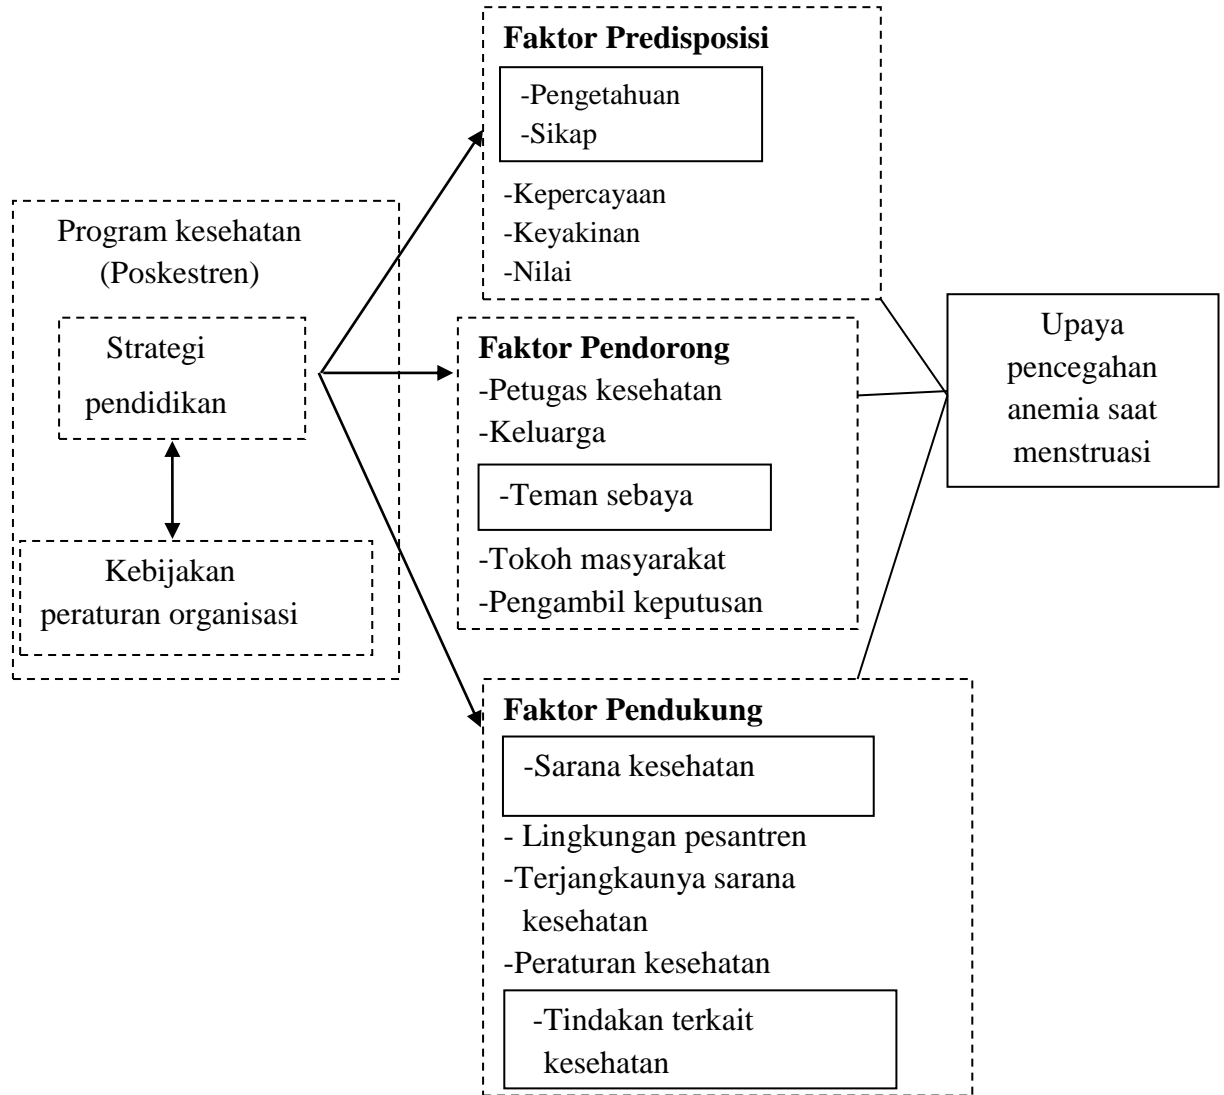 Program kesehatan
(Poskestren)
Strategi
pendidikan
Kebijakan
peraturan organisasi
Faktor Predisposisi
-Pengetahuan
-Sikap
-Kepercayaan
-Keyakinan
-Nilai
Faktor Pendorong
-Petugas kesehatan
-Keluarga
-Teman sebaya
-Tokoh masyarakat
-Pengambil keputusan
Faktor Pendukung
-Sarana kesehatan
- Lingkungan pesantren
-Terjangkaunya sarana
kesehatan
-Peraturan kesehatan
-Tindakan terkait
kesehatan
Upaya
pencegahan
anemia saat
menstruasi